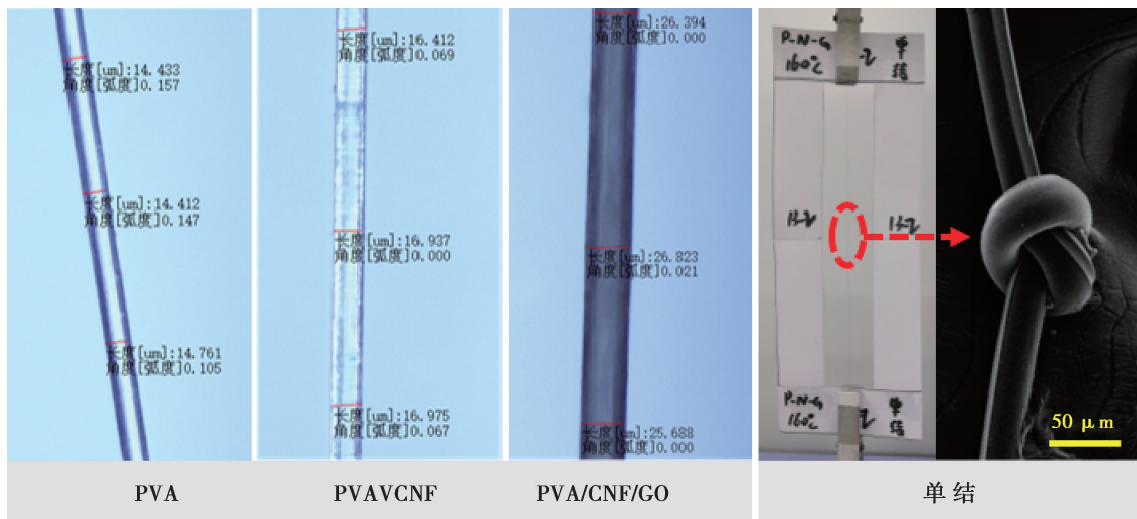 长度[um]:14.433
角度[弧度]0.157
长度[um]:14.412
角度[弧度]0.147
长度[um]:14.761
角度[弧度]0.105
PVA
长度[um]:16.412
角度[弧度]0.069
长度[um]:16.937
角度[弧度]0.000
长度[um]:16.975
角度[弧度]0.067
PVAVCNF
长度[um]:26.394
角度[弧度]0.000
长度[um]:26.823
角度[弧度]0.021
长度[um]:25.688
角度[弧度]0.000
PVA/CNF/GO
P-N-G
160℃
单
结
P-N-G
160℃
单
结
50 μm
单结